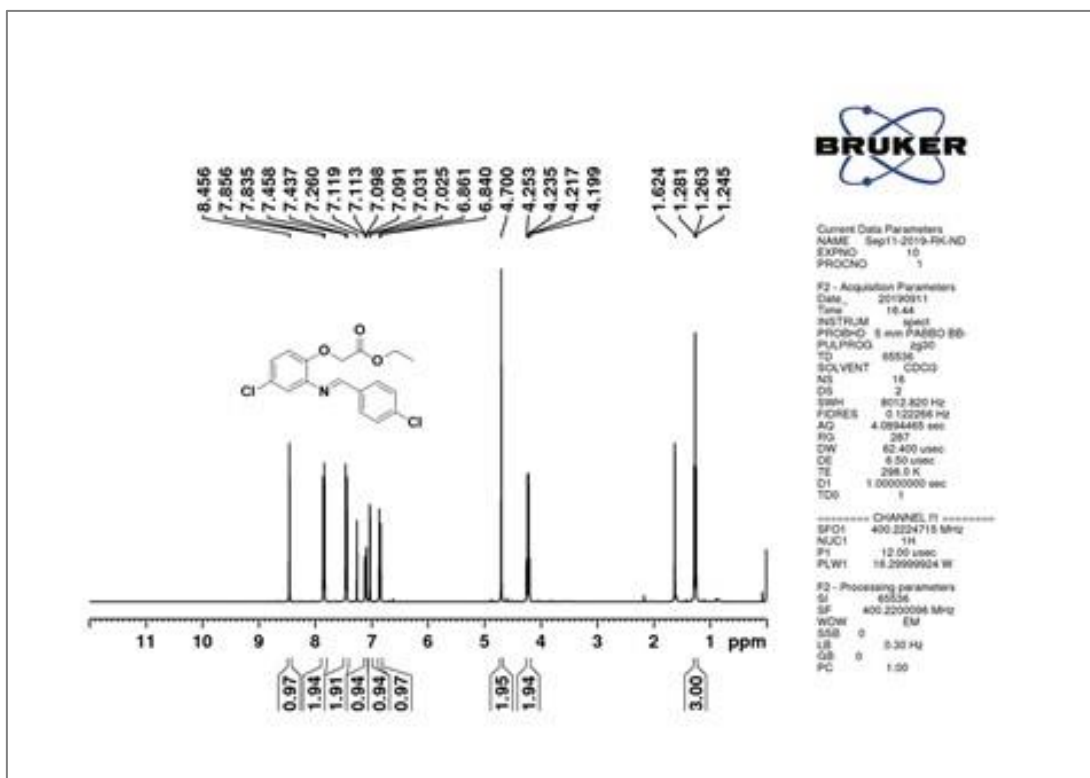 8.456
7.856
7.835
7.458
7.437
7.260
7.119
7.113
7.098
7.091
7.031
7.025
6.861
6.840
4.700
4.253
4.235
4.217
4.199
1.624
1.281
1.263
1.245
BRUKER
Current Data Parameters
NAME Sep11-2019-RK-ND
EXPNO 10
PROCNO 1
F2 - Acquisition Parameters
Date_ 20190911
Time 16.44
INSTRUM spect
PROBHD 5 mm PABBO BB-
PULPROG zg30
TD 65536
SOLVENT CDCl3
NS 16
DS 2
SWH 8012.820 Hz
FIDRES 0.122266 Hz
AQ 4.0894465 sec
RG 287
DW 62.400 usec
DE 6.50 usec
TE 298.0 K
D1 1.00000000 sec
TD0 1
======== CHANNEL f1 ========
SFO1 400.2224715 MHz
NUC1 1H
P1 12.00 usec
PLW1 18.29999924 W
F2 - Processing parameters
SI 65536
SF 400.2200096 MHz
WDW EM
SSB 0
LB 0.30 Hz
GB 0
PC 1.00
O
O
O
Cl
N
Cl
11 10 9 8 7 6 5 4 3 2 1 ppm
0.97
1.94
1.91
0.94
0.94
0.97
1.95
1.94
3.00